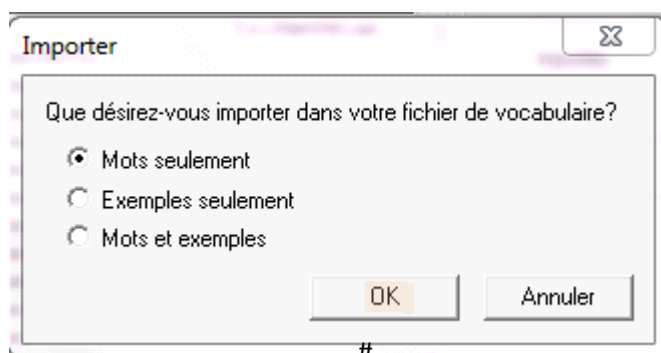 Importer
Que désirez-vous importer dans votre fichier de vocabulaire?
Mots seulement
Exemples seulement
Mots et exemples
OK Annuler
#